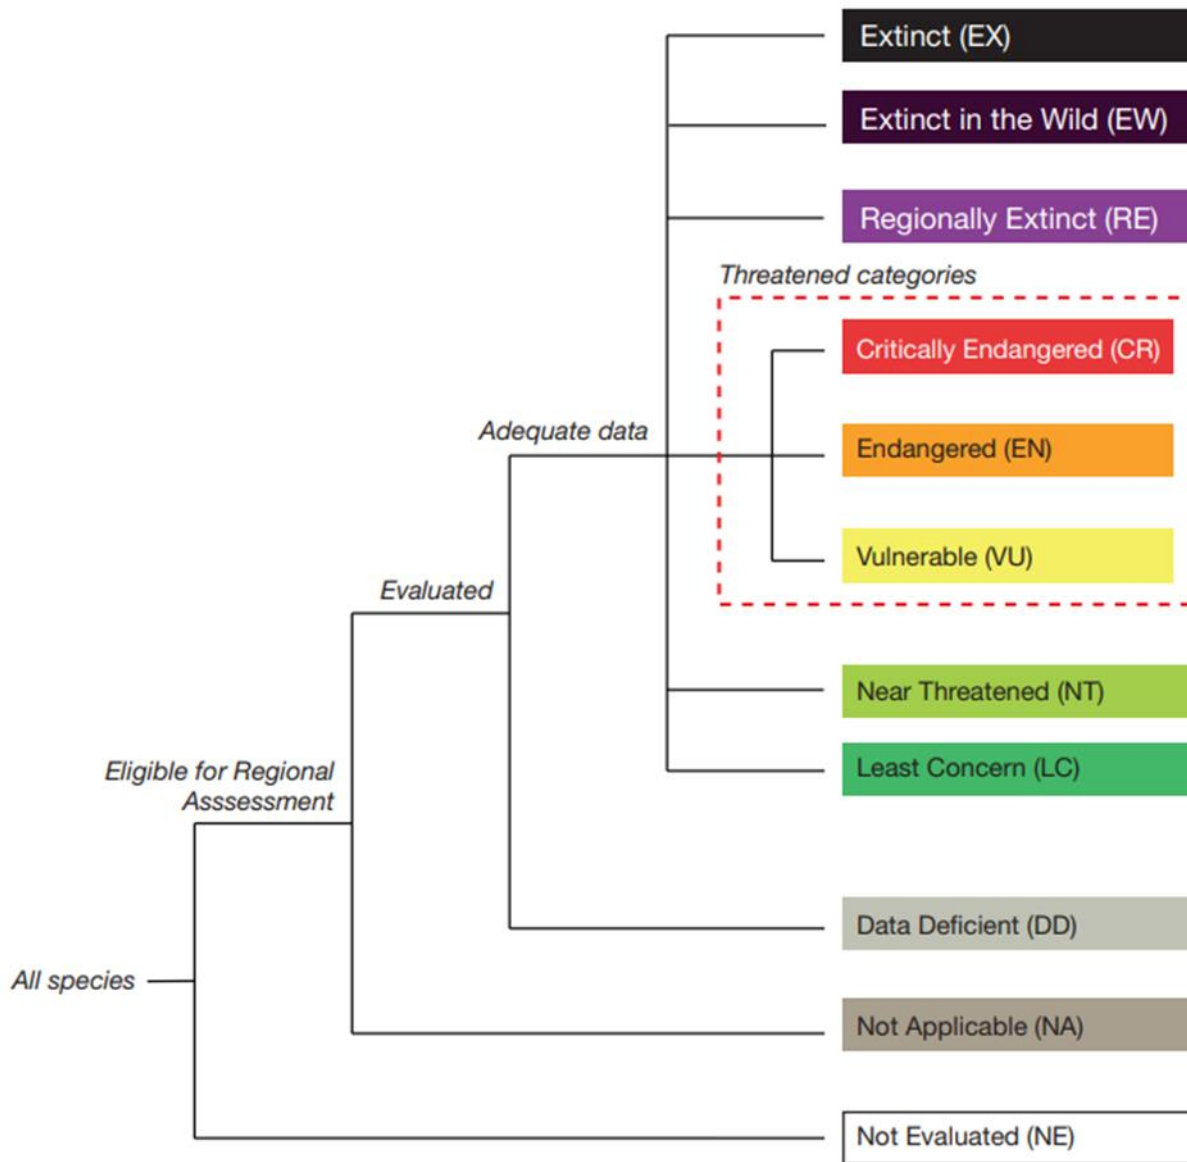 Extinct (EX)
Extinct in the Wild (EW)
Regionally Extinct (RE)
Threatened categories
Critically Endangered (CR)
Adequate data
Endangered (EN)
Vulnerable (VU)
Evaluated
Near Threatened (NT)
Eligible for Regional
Asssessment
Least Concern (LC)
Data Deficient (DD)
All species
Not Applicable (NA)
Not Evaluated (NE)